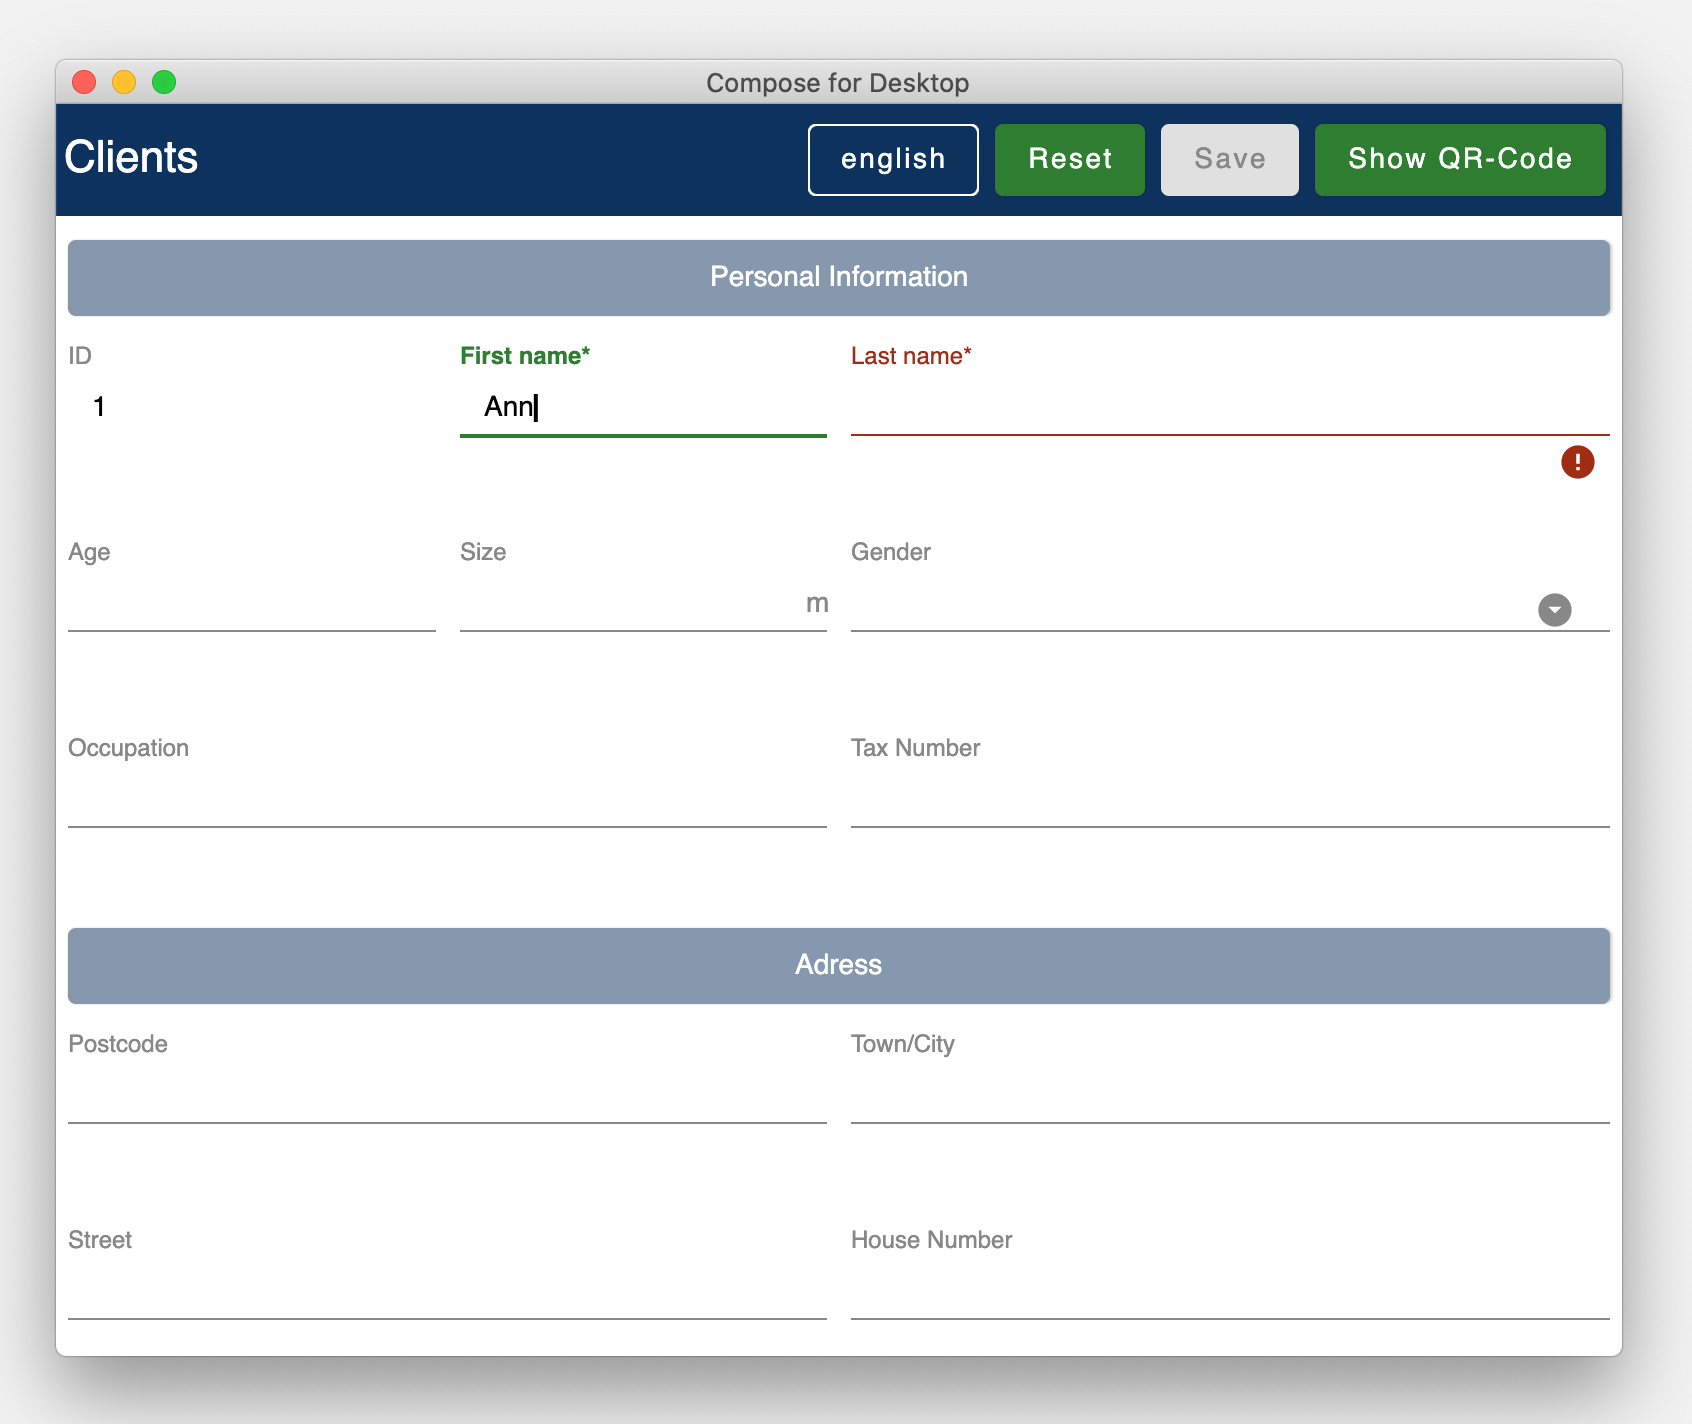 Compose for Desktop
Clients
english
Reset
Save
Show QR-Code
Personal Information
ID
First name*
Last name*
1
Ann
Age
Size
Gender
m
Occupation
Tax Number
Adress
Postcode
Town/City
Street
House Number